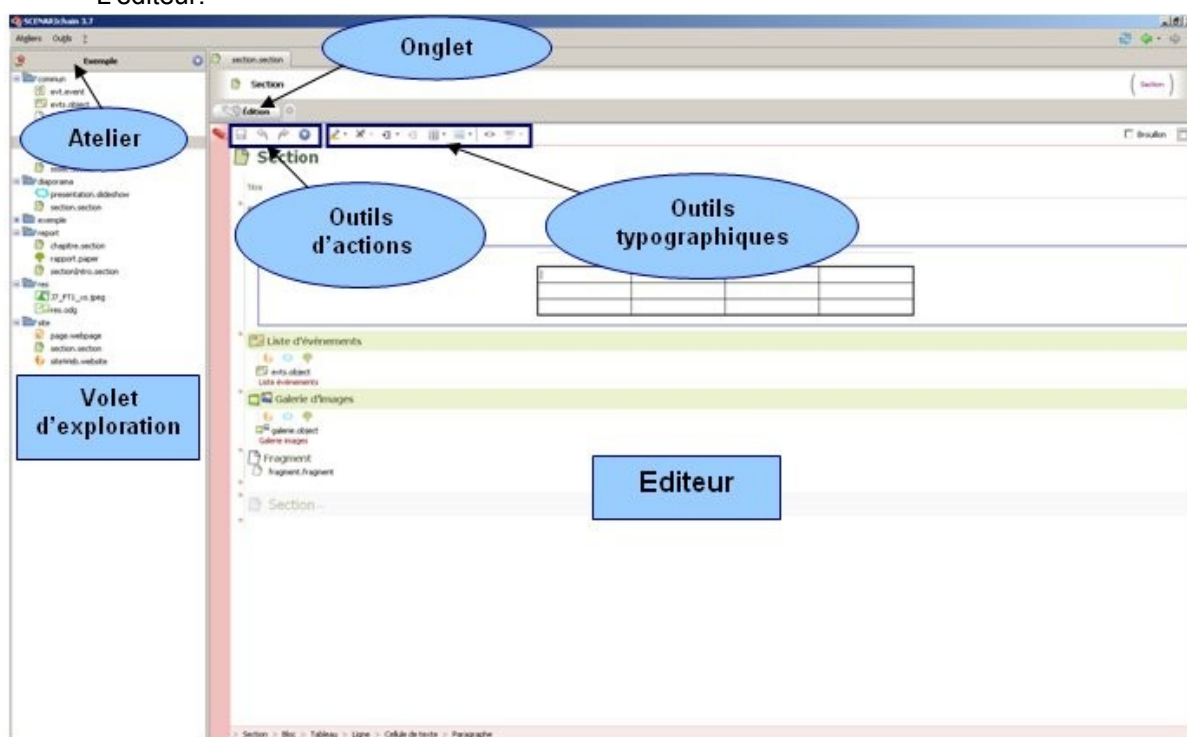 L'éditeur.
SCENARIchain 3.7
Ateliers Outils ?
Exemple
section.section
Section
( Section )
Édition
Brouillon
Section
Titre
Onglet
Atelier
Outils
d'actions
Outils
typographiques
Volet
d'exploration
Editeur
commun
evt.event
evts.object
diaporama
presentation.slideshow
section.section
exemple
report
chapitre.section
rapport.paper
sectionIntro.section
res
res.odg
site
page.webpage
section.section
siteWeb.website
Liste d'événements
evts.object
Liste événements
Galerie d'images
galerie.object
Galerie images
Fragment
fragment.fragment
Section
> Section > Bloc > Tableau > Ligne > Cellule de texte > Paragraphe